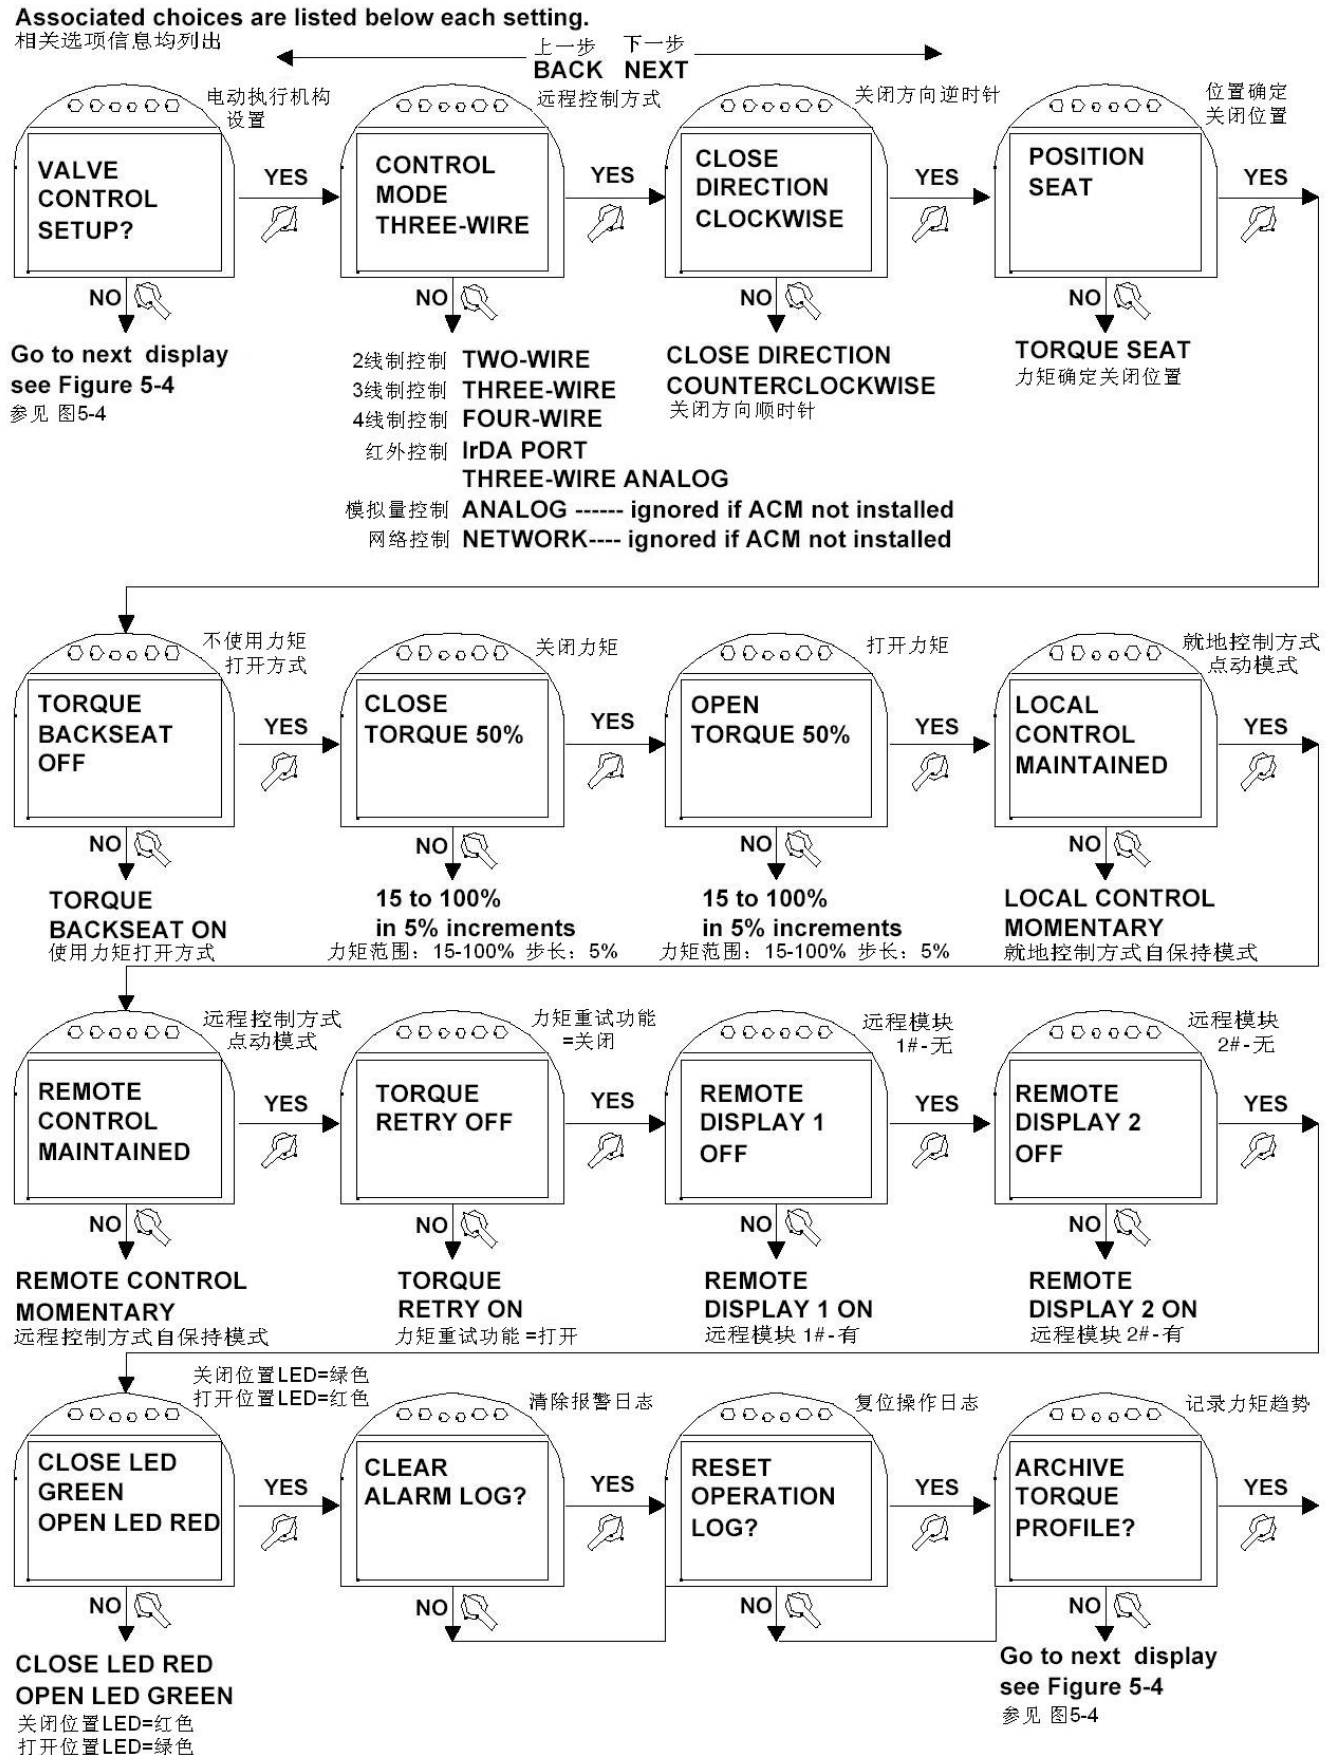 Associated choices are listed below each setting.
相关选项信息均列出
上一步 下一步
BACK NEXT
电动执行机构
设置
VALVE
CONTROL
SETUP?
YES
NO
Go to next display
see Figure 5-4
参见 图5-4
远程控制方式
CONTROL
MODE
THREE-WIRE
YES
NO
2线制控制 TWO-WIRE
3线制控制 THREE-WIRE
4线制控制 FOUR-WIRE
红外控制 IrDA PORT
THREE-WIRE ANALOG
模拟量控制 ANALOG ------ ignored if ACM not installed
网络控制 NETWORK---- ignored if ACM not installed
关闭方向逆时针
CLOSE
DIRECTION
CLOCKWISE
YES
NO
CLOSE DIRECTION
COUNTERCLOCKWISE
关闭方向顺时针
位置确定
关闭位置
POSITION
SEAT
YES
NO
TORQUE SEAT
力矩确定关闭位置
不使用力矩
打开方式
TORQUE
BACKSEAT
OFF
YES
NO
TORQUE
BACKSEAT ON
使用力矩打开方式
关闭力矩
CLOSE
TORQUE 50%
YES
NO
15 to 100%
in 5% increments
力矩范围：15-100% 步长：5%
打开力矩
OPEN
TORQUE 50%
YES
NO
15 to 100%
in 5% increments
力矩范围：15-100% 步长：5%
就地控制方式
点动模式
LOCAL
CONTROL
MAINTAINED
YES
NO
LOCAL CONTROL
MOMENTARY
就地控制方式自保持模式
远程控制方式
点动模式
REMOTE
CONTROL
MAINTAINED
YES
NO
REMOTE CONTROL
MOMENTARY
远程控制方式自保持模式
力矩重试功能
=关闭
TORQUE
RETRY OFF
YES
NO
TORQUE
RETRY ON
力矩重试功能=打开
远程模块
1#-无
REMOTE
DISPLAY 1
OFF
YES
NO
REMOTE
DISPLAY 1 ON
远程模块 1#-有
远程模块
2#-无
REMOTE
DISPLAY 2
OFF
YES
NO
REMOTE
DISPLAY 2 ON
远程模块 2#-有
关闭位置LED=绿色
打开位置LED=红色
CLOSE LED
GREEN
OPEN LED RED
YES
NO
CLOSE LED RED
OPEN LED GREEN
关闭位置LED=红色
打开位置LED=绿色
清除报警日志
CLEAR
ALARM LOG?
YES
NO
复位操作日志
RESET
OPERATION
LOG?
YES
NO
记录力矩趋势
ARCHIVE
TORQUE
PROFILE?
YES
NO
Go to next display
see Figure 5-4
参见 图5-4